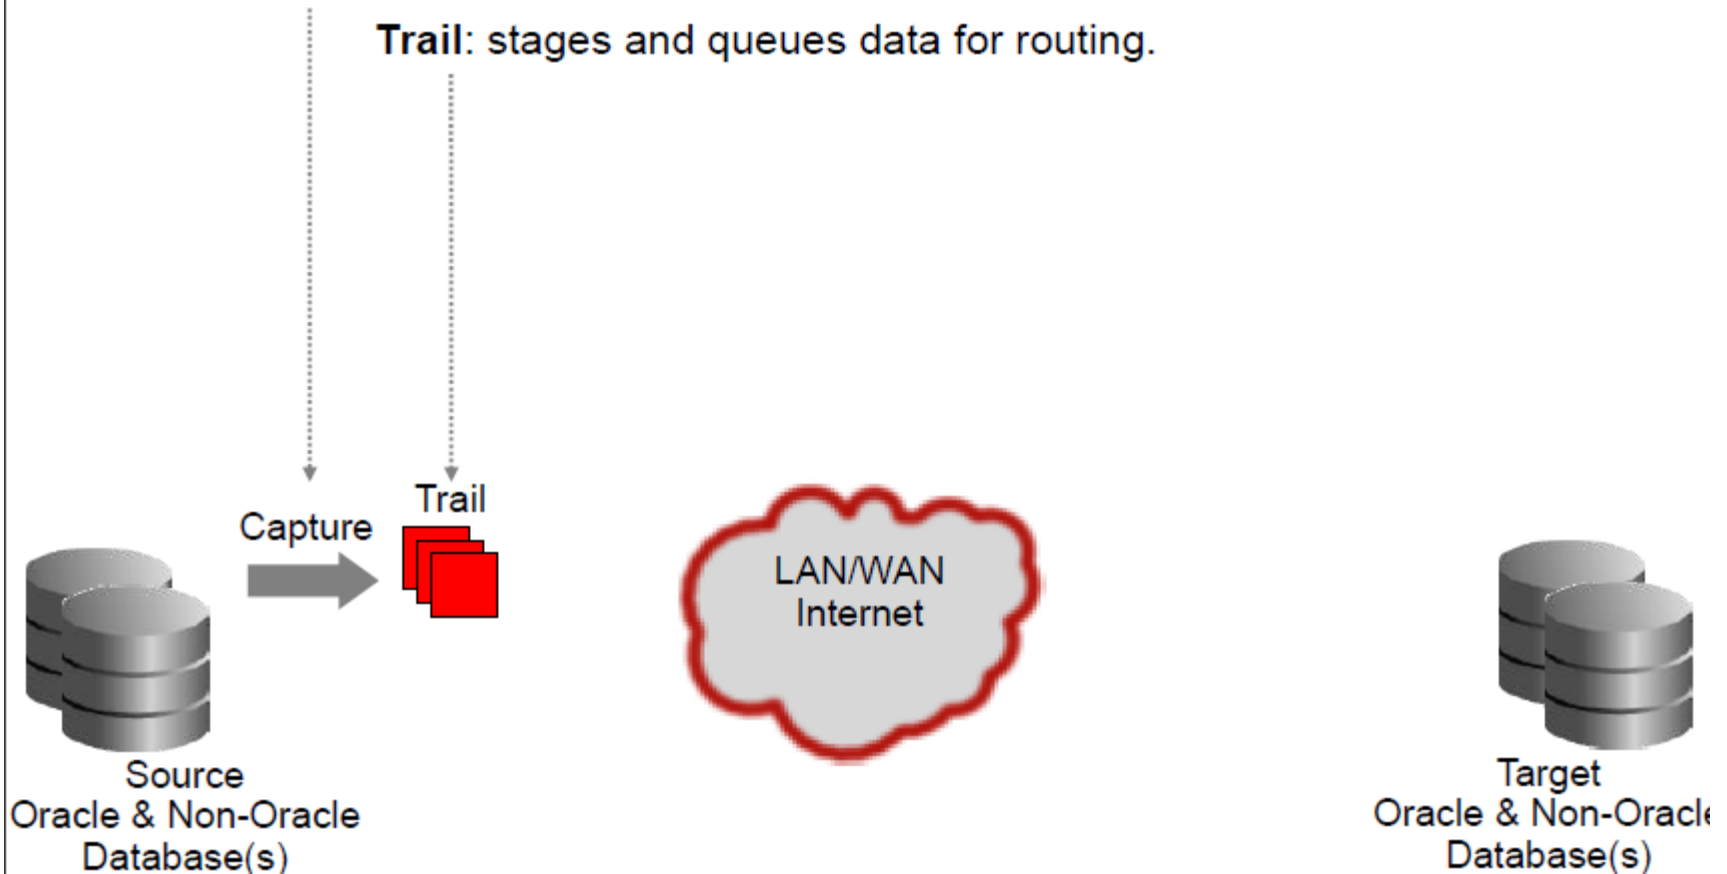 Trail: stages and queues data for routing.
Trail
Capture
LAN/WAN
Internet
Source
Oracle & Non-Oracle
Database(s)
Target
Oracle & Non-Oracle
Database(s)